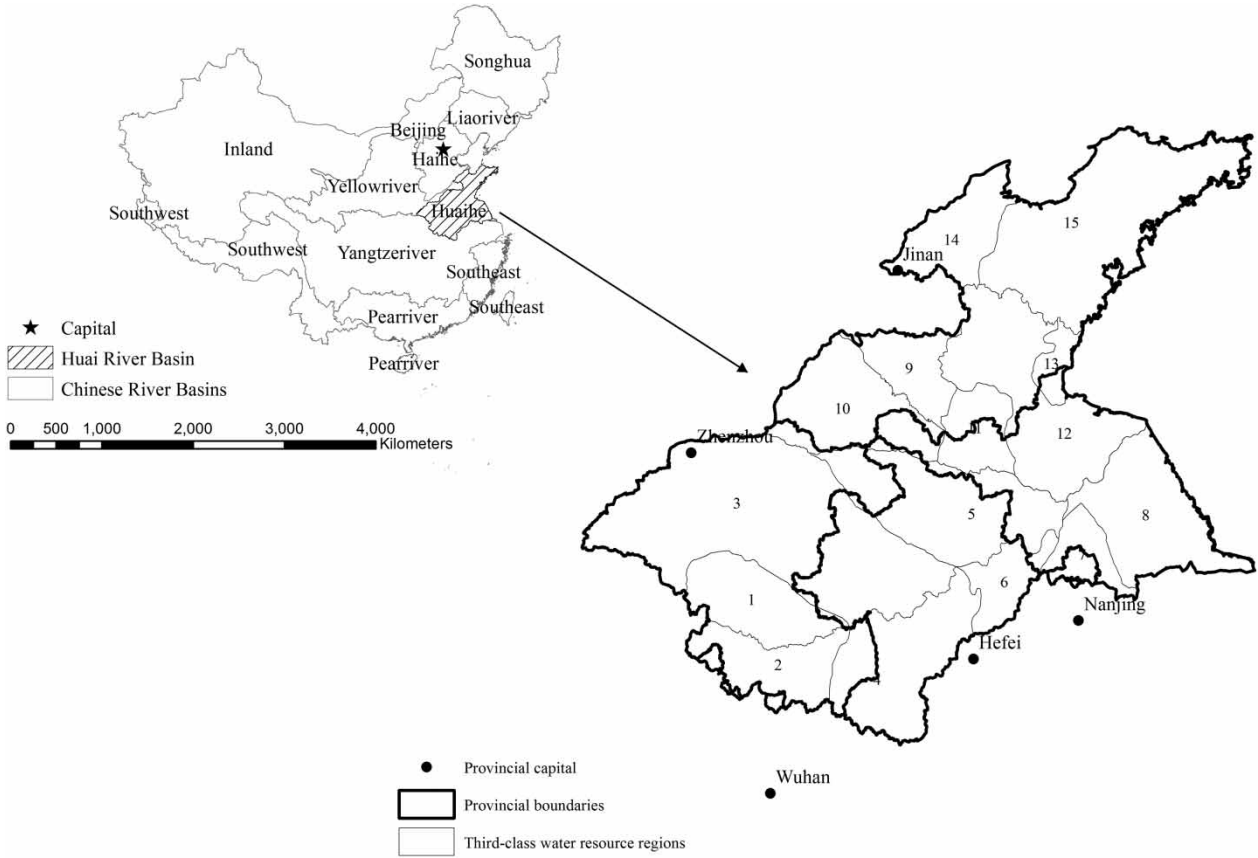 Songhua
Liaoriver
Beijing
Haihe
Inland
Yellowriver
Southwest
Huaihe
Southwest
Yangtzeriver
Southeast
Southeast
Pearriver
Pearriver
Capital
Huai River Basin
Chinese River Basins
0 500 1,000 2,000 3,000 4,000
Kilometers
15
14
Jinan
13
9
10
12
Zhenzhou
3
5
8
6
1
Nanjing
Hefei
2
4
Wuhan
Provincial capital
Provincial boundaries
Third-class water resource regions